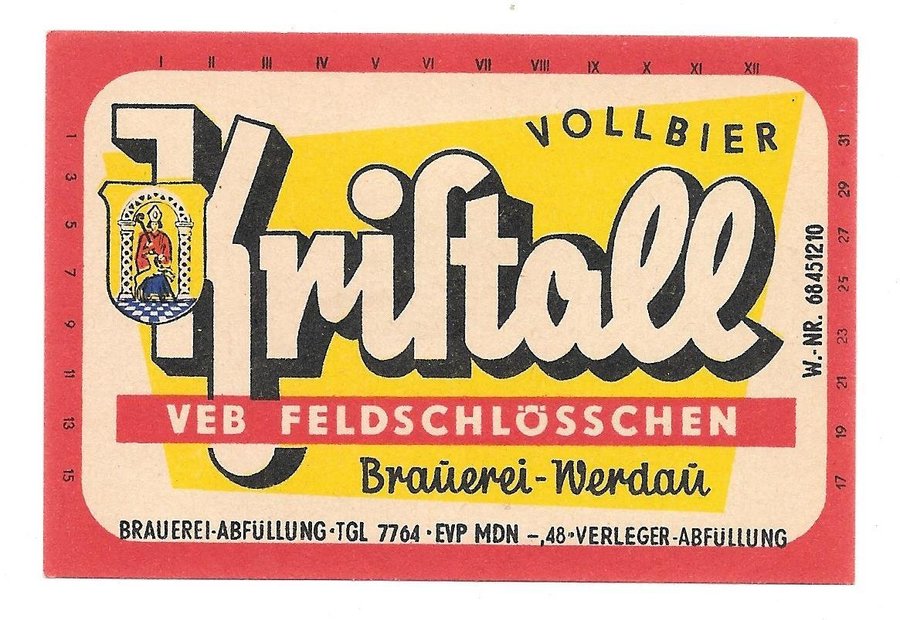 I II III IV V VI VII VIII IX X XI XII
VOLLBIER
Kriſtall
VEB FELDSCHLÖSSCHEN
Brauerei-Werdau
BRAUEREI-ABFÜLLUNG·TGL 7764·EVP MDN -,48·VERLEGER-ABFÜLLUNG
W.-NR. 68451210
1 3 5 7 9 11 13 15
17 19 21 23 25 27 29 31